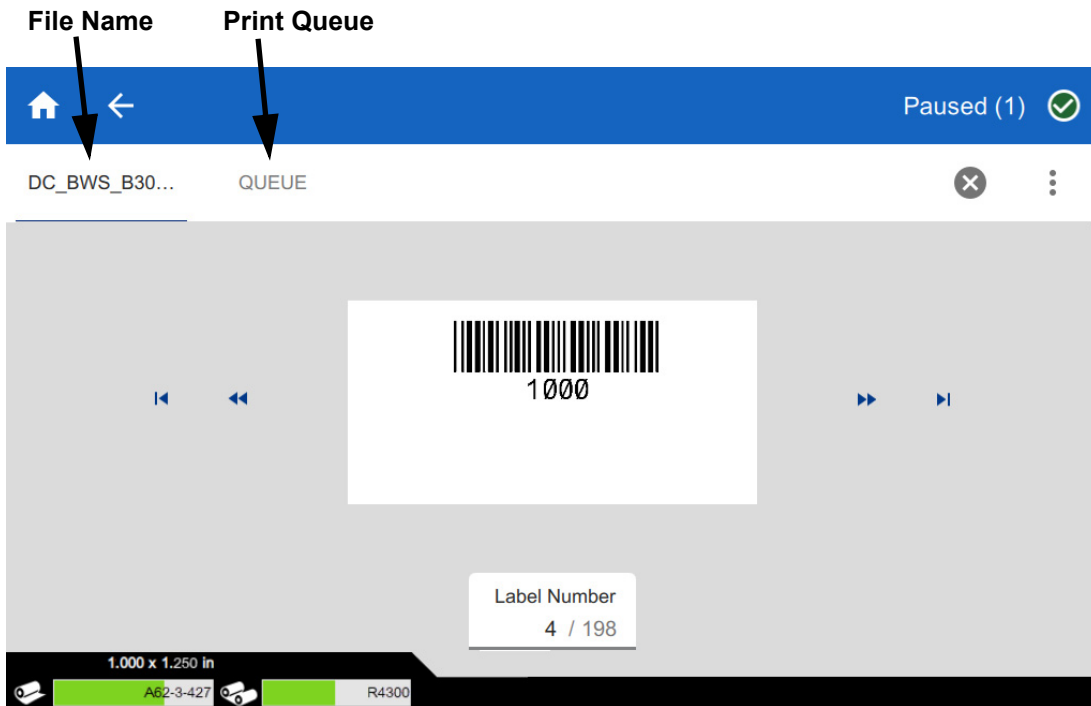 File Name Print Queue
Paused (1)
DC_BWS_B30... QUEUE
1000
Label Number
4 / 198
1.000 x 1.250 in
A62-3-427 R4300